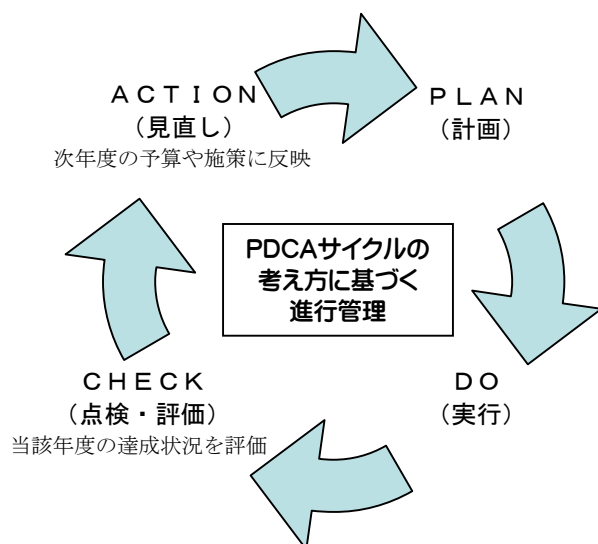 ＡＣＴＩＯＮ
（見直し）
次年度の予算や施策に反映
ＰＬＡＮ
（計画）
PDCAサイクルの
考え方に基づく
進行管理
ＣＨＥＣＫ
（点検・評価）
当該年度の達成状況を評価
ＤＯ
（実行）